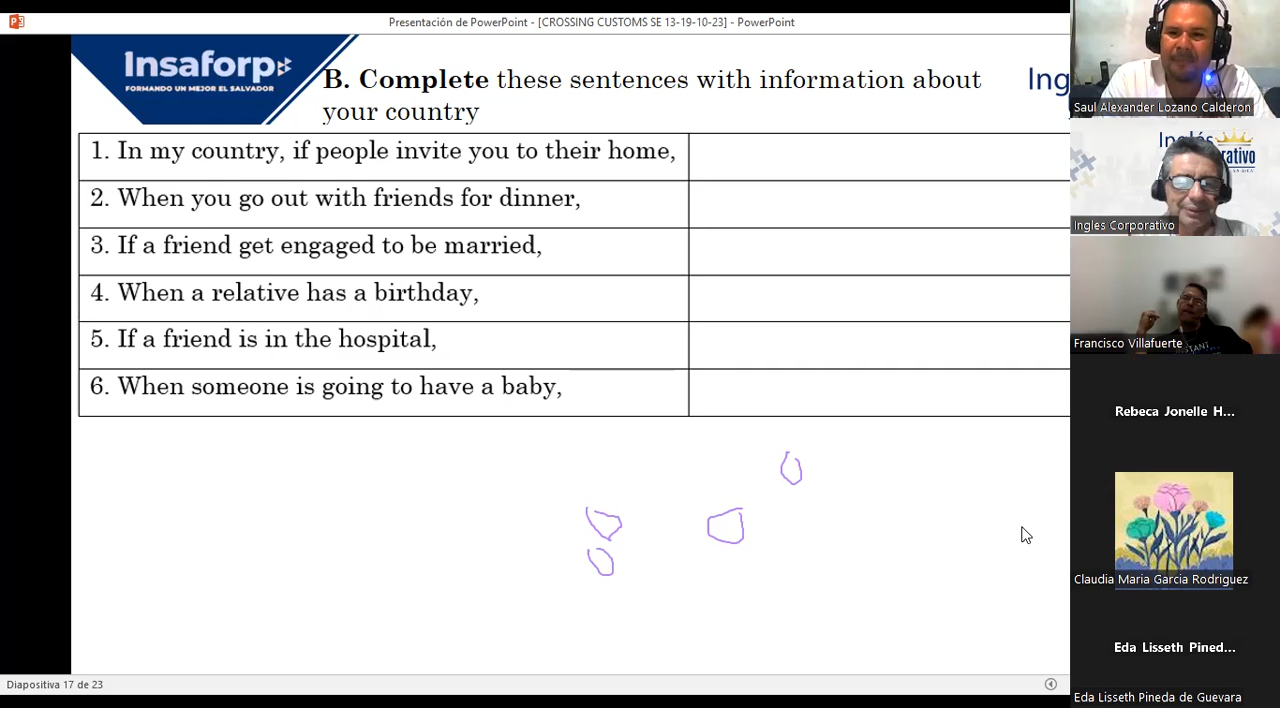 Presentación de PowerPoint - [CROSSING CUSTOMS SE 13-19-10-23] - PowerPoint
Insaforp
FORMANDO UN MEJOR EL SALVADOR
B. Complete these sentences with information about
your country
Ing
1. In my country, if people invite you to their home,
2. When you go out with friends for dinner,
3. If a friend get engaged to be married,
4. When a relative has a birthday,
5. If a friend is in the hospital,
6. When someone is going to have a baby,
Diapositiva 17 de 23
Saul Alexander Lozano Calderon
Inglés
Ingles Corporativo
Francisco Villafuerte
Rebeca Jonelle H...
Claudia Maria Garcia Rodriguez
Eda Lisseth Pined...
Eda Lisseth Pineda de Guevara